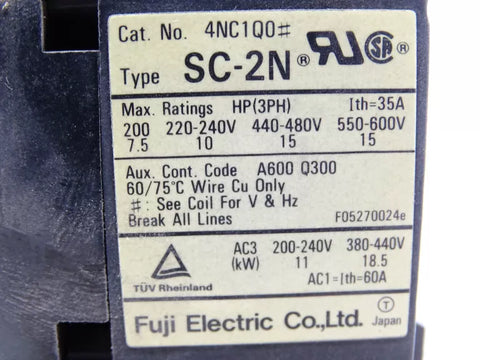 Cat. No. 4NC1Q0#
Type SC-2N® RU® SA®
Max. Ratings HP(3PH) Ith=35A
200 220-240V 440-480V 550-600V
7.5 10 15 15
Aux. Cont. Code A600 Q300
60/75°C Wire Cu Only
#: See Coil For V & Hz
Break All Lines F05270024e
AC3 200-240V 380-440V
(kW) 11 18.5
TÜV Rheinland AC1=Ith=60A
Fuji Electric Co.,Ltd. T Japan